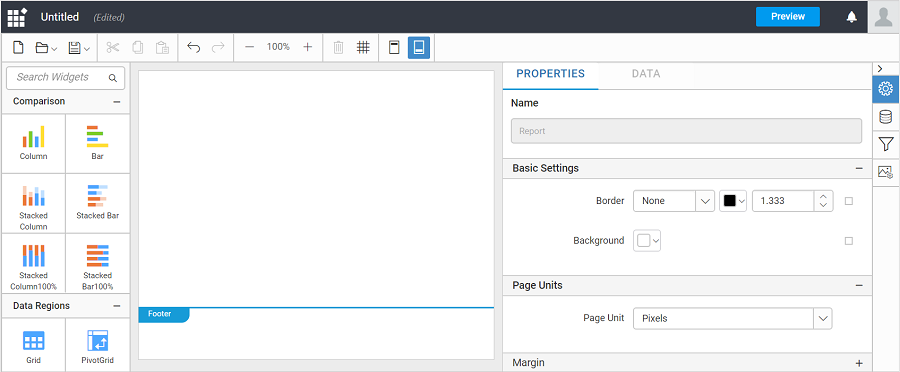 Untitled (Edited) Preview
100%
Search Widgets
Comparison
Column Bar
Stacked Column Stacked Bar
Stacked Column100% Stacked Bar100%
Data Regions
Grid PivotGrid
Footer
PROPERTIES DATA
Name
Report
Basic Settings
Border None 1.333
Background
Page Units
Page Unit Pixels
Margin